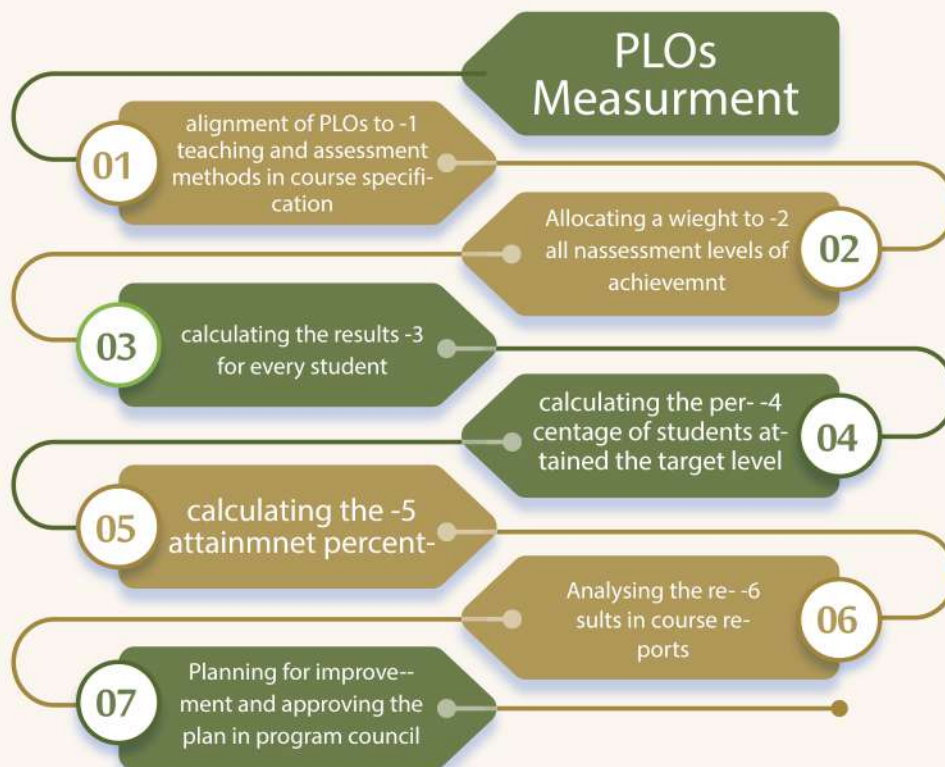 PLOs
Measurment
01
alignment of PLOs to -1
teaching and assessment
methods in course specifi-
cation
Allocating a wieght to -2
all nassessment levels of
achievemnt
02
03
calculating the results -3
for every student
calculating the per- -4
centage of students at-
tained the target level
04
05
calculating the -5
attainmnet percent-
Analysing the re- -6
sults in course re-
ports
06
07
Planning for improve--
ment and approving the
plan in program council